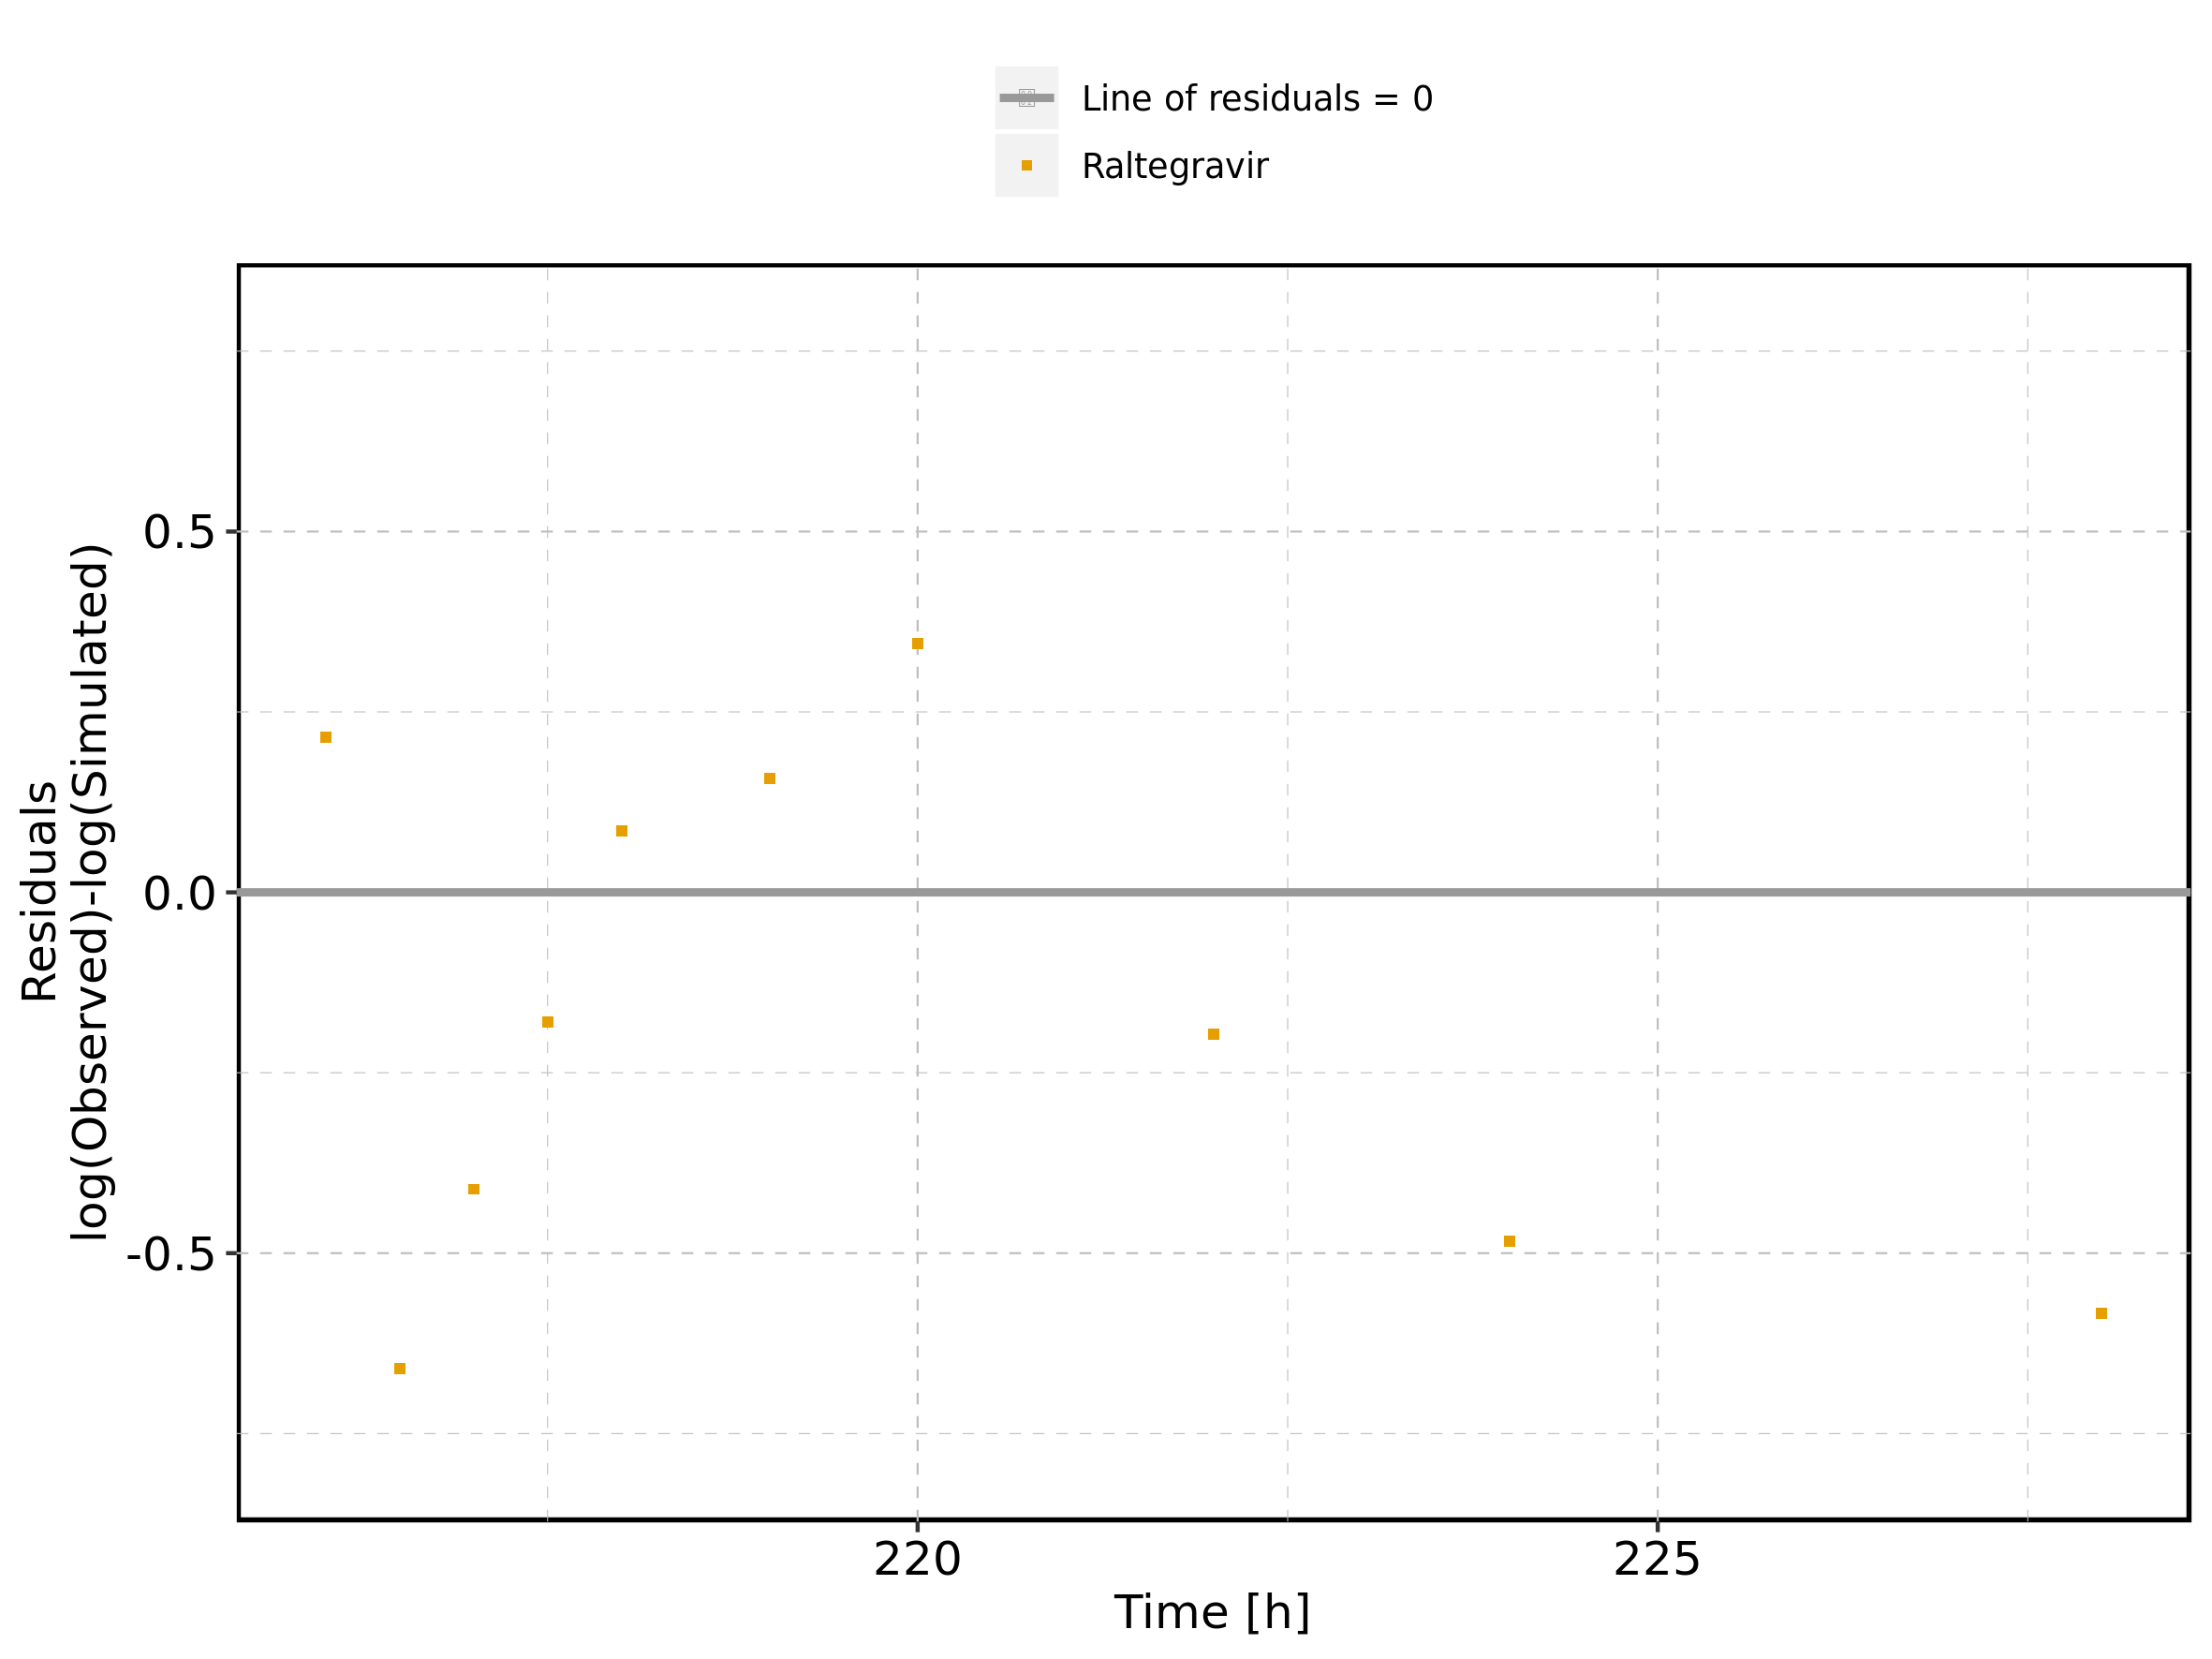 Line of residuals = 0
Raltegravir
Residuals
log(Observed)-log(Simulated)
0.5
0.0
-0.5
220
225
Time [h]